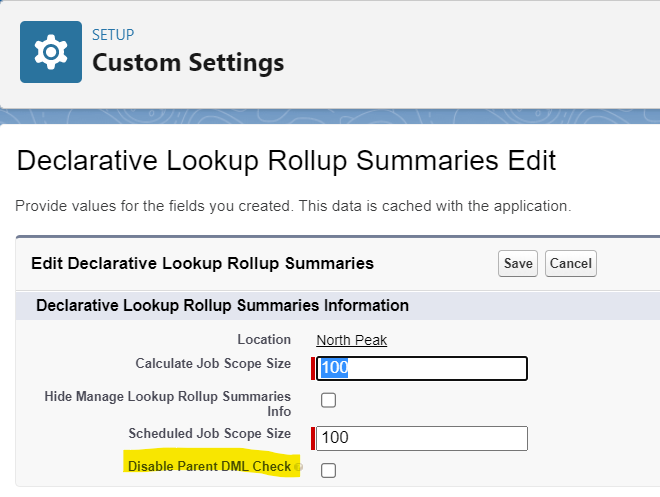 SETUP
Custom Settings
Declarative Lookup Rollup Summaries Edit
Provide values for the fields you created. This data is cached with the application.
Edit Declarative Lookup Rollup Summaries Save Cancel
Declarative Lookup Rollup Summaries Information
Location North Peak
Calculate Job Scope Size 100
Hide Manage Lookup Rollup Summaries
Info
Scheduled Job Scope Size 100
Disable Parent DML Check